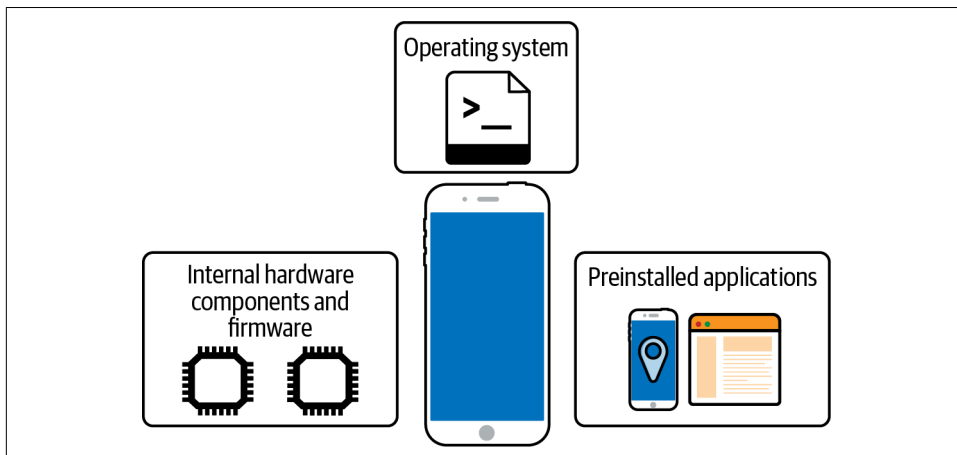 Operating system
>_
Internal hardware
components and
firmware
Preinstalled applications